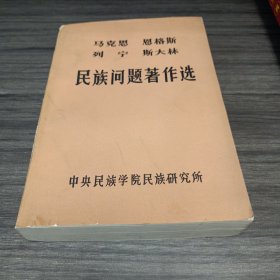 马克思 恩格斯
列宁 斯大林
民族问题著作选
中央民族学院民族研究所